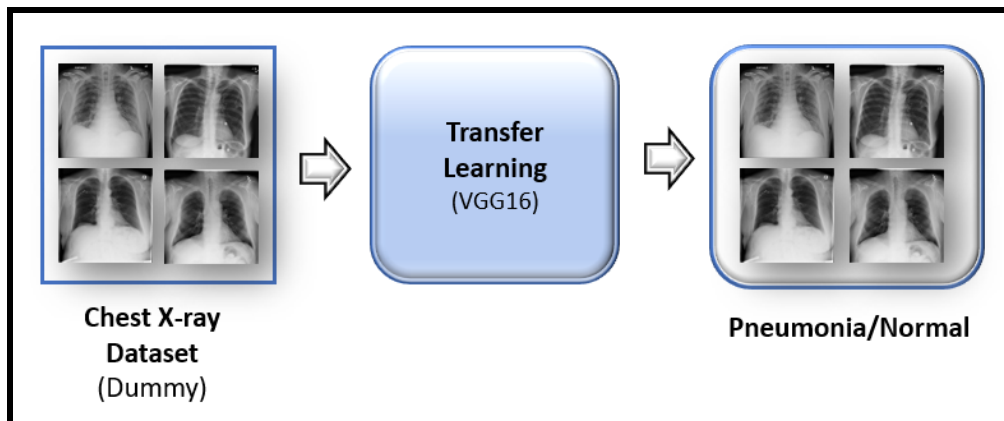 Chest X-ray
Dataset
(Dummy)
Transfer
Learning
(VGG16)
Pneumonia/Normal